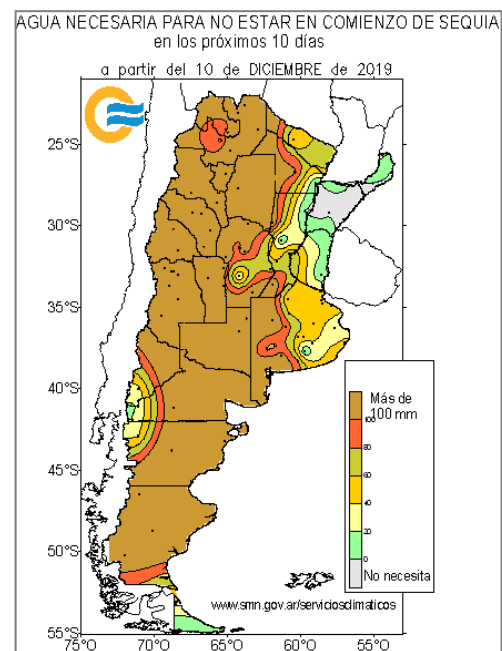 AGUA NECESARIA PARA NO ESTAR EN COMIENZO DE SEQUIA
en los próximos 10 días
a partir del 10 de DICIEMBRE de 2019
25°S
30°S
35°S
40°S
45°S
50°S
55°S
75°O 70°O 65°O 60°O 55°O
Más de
100 mm
100
80
60
40
20
0
No necesita
www.smn.gov.ar/serviciosclimaticos